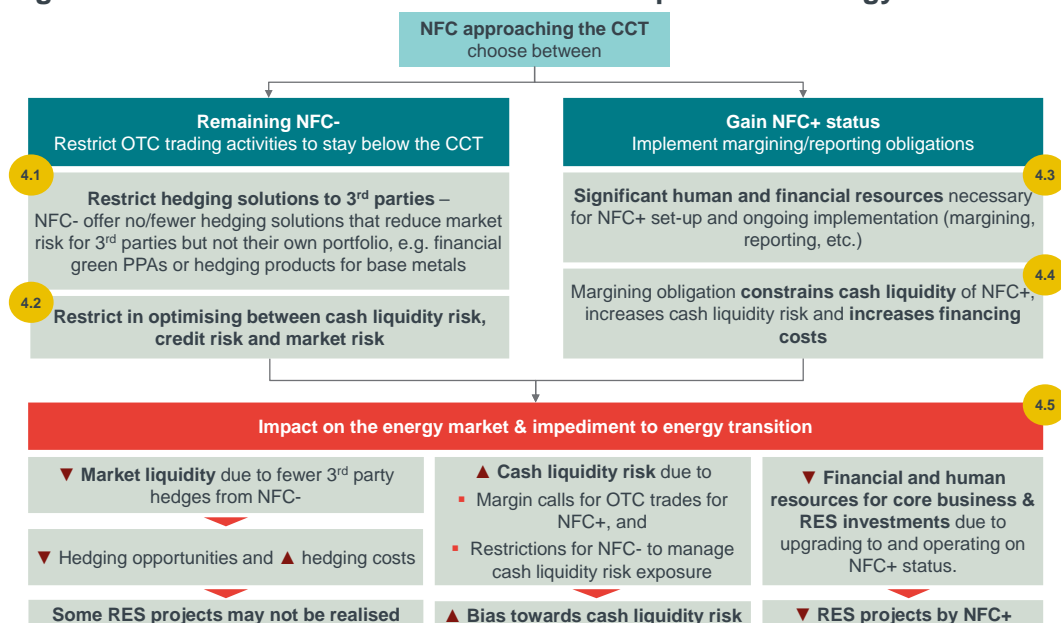 NFC approaching the CCT
choose between
Remaining NFC-
Restrict OTC trading activities to stay below the CCT
Gain NFC+ status
Implement margining/reporting obligations
4.1
Restrict hedging solutions to 3rd parties –
NFC- offer no/fewer hedging solutions that reduce market
risk for 3rd parties but not their own portfolio, e.g. financial
green PPAs or hedging products for base metals
4.2
Restrict in optimising between cash liquidity risk,
credit risk and market risk
4.3
Significant human and financial resources necessary
for NFC+ set-up and ongoing implementation (margining,
reporting, etc.)
4.4
Margining obligation constrains cash liquidity of NFC+,
increases cash liquidity risk and increases financing
costs
4.5
Impact on the energy market & impediment to energy transition
▼ Market liquidity due to fewer 3rd party
hedges from NFC-
▼ Hedging opportunities and ▲ hedging costs
Some RES projects may not be realised
▲ Cash liquidity risk due to
▪ Margin calls for OTC trades for
NFC+, and
▪ Restrictions for NFC- to manage
cash liquidity risk exposure
▲ Bias towards cash liquidity risk
▼ Financial and human
resources for core business &
RES investments due to
upgrading to and operating on
NFC+ status.
▼ RES projects by NFC+